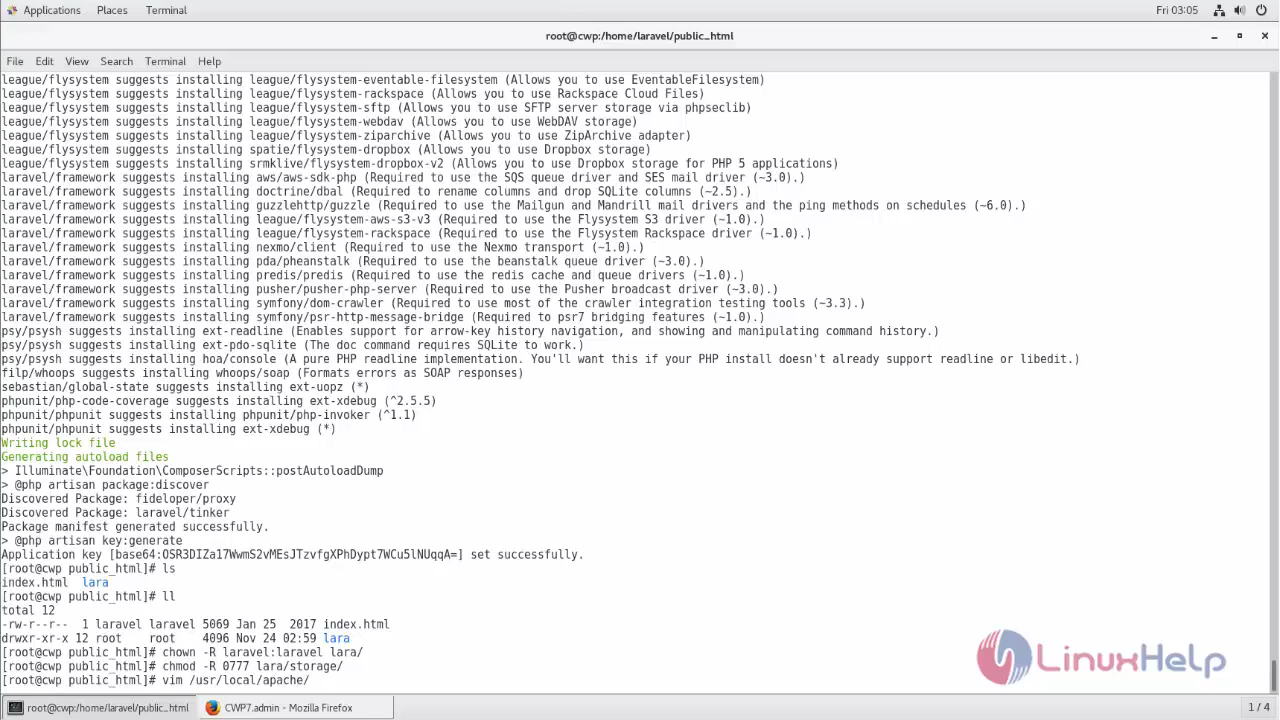 Applications Places Terminal Fri 03:05
root@cwp:/home/laravel/public_html
File Edit View Search Terminal Help
league/flysystem suggests installing league/flysystem-eventable-filesystem (Allows you to use EventableFilesystem)
league/flysystem suggests installing league/flysystem-rackspace (Allows you to use Rackspace Cloud Files)
league/flysystem suggests installing league/flysystem-sftp (Allows you to use SFTP server storage via phpseclib)
league/flysystem suggests installing league/flysystem-webdav (Allows you to use WebDAV storage)
league/flysystem suggests installing league/flysystem-ziparchive (Allows you to use ZipArchive adapter)
league/flysystem suggests installing spatie/flysystem-dropbox (Allows you to use Dropbox storage)
league/flysystem suggests installing srmklive/flysystem-dropbox-v2 (Allows you to use Dropbox storage for PHP 5 applications)
laravel/framework suggests installing aws/aws-sdk-php (Required to use the SQS queue driver and SES mail driver (~3.0).)
laravel/framework suggests installing doctrine/dbal (Required to rename columns and drop SQLite columns (~2.5).)
laravel/framework suggests installing guzzlehttp/guzzle (Required to use the Mailgun and Mandrill mail drivers and the ping methods on schedules (~6.0).)
laravel/framework suggests installing league/flysystem-aws-s3-v3 (Required to use the Flysystem S3 driver (~1.0).)
laravel/framework suggests installing league/flysystem-rackspace (Required to use the Flysystem Rackspace driver (~1.0).)
laravel/framework suggests installing nexmo/client (Required to use the Nexmo transport (~1.0).)
laravel/framework suggests installing pda/pheanstalk (Required to use the beanstalk queue driver (~3.0).)
laravel/framework suggests installing predis/predis (Required to use the redis cache and queue drivers (~1.0).)
laravel/framework suggests installing pusher/pusher-php-server (Required to use the Pusher broadcast driver (~3.0).)
laravel/framework suggests installing symfony/dom-crawler (Required to use most of the crawler integration testing tools (~3.3).)
laravel/framework suggests installing symfony/psr-http-message-bridge (Required to psr7 bridging features (~1.0).)
psy/psysh suggests installing ext-readline (Enables support for arrow-key history navigation, and showing and manipulating command history.)
psy/psysh suggests installing ext-pdo-sqlite (The doc command requires SQLite to work.)
psy/psysh suggests installing hoa/console (A pure PHP readline implementation. You'll want this if your PHP install doesn't already support readline or libedit.)
filp/whoops suggests installing whoops/soap (Formats errors as SOAP responses)
sebastian/global-state suggests installing ext-uopz (*)
phpunit/php-code-coverage suggests installing ext-xdebug (^2.5.5)
phpunit/phpunit suggests installing phpunit/php-invoker (^1.1)
phpunit/phpunit suggests installing ext-xdebug (*)
Writing lock file
Generating autoload files
> Illuminate\Foundation\ComposerScripts::postAutoloadDump
> @php artisan package:discover
Discovered Package: fideloper/proxy
Discovered Package: laravel/tinker
Package manifest generated successfully.
> @php artisan key:generate
Application key [base64:OSR3DIZa17WwmS2vMEsJTzvfgXPhDypt7WCu5lNUqqA=] set successfully.
[root@cwp public_html]# ls
index.html lara
[root@cwp public_html]# ll
total 12
-rw-r--r-- 1 laravel laravel 5069 Jan 25 2017 index.html
drwxr-xr-x 12 root root 4096 Nov 24 02:59 lara
[root@cwp public_html]# chown -R laravel:laravel lara/
[root@cwp public_html]# chmod -R 0777 lara/storage/
[root@cwp public_html]# vim /usr/local/apache/
LinuxHelp
root@cwp:/home/laravel/public_html CWP7.admin - Mozilla Firefox 1 / 4